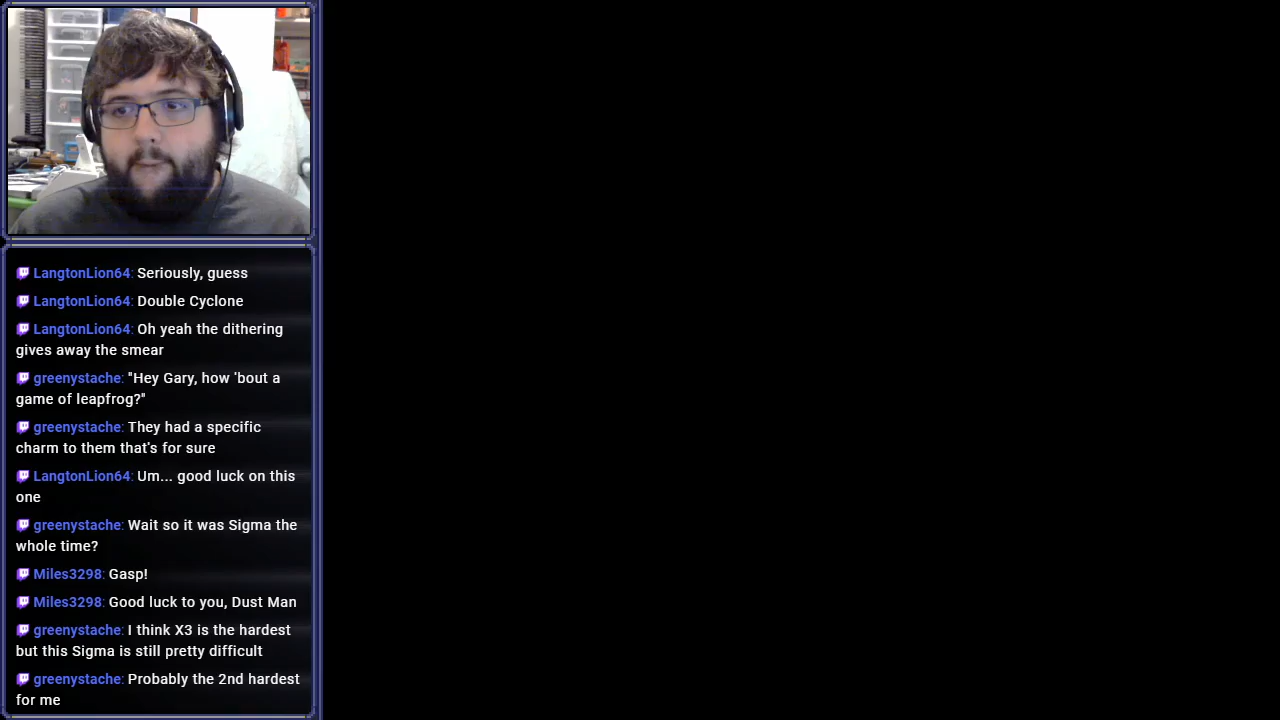 LangtonLion64: Seriously, guess
LangtonLion64: Double Cyclone
LangtonLion64: Oh yeah the dithering
gives away the smear
greenystache: "Hey Gary, how 'bout a
game of leapfrog?"
greenystache: They had a specific
charm to them that's for sure
LangtonLion64: Um... good luck on this
one
greenystache: Wait so it was Sigma the
whole time?
Miles3298: Gasp!
Miles3298: Good luck to you, Dust Man
greenystache: I think X3 is the hardest
but this Sigma is still pretty difficult
greenystache: Probably the 2nd hardest
for me